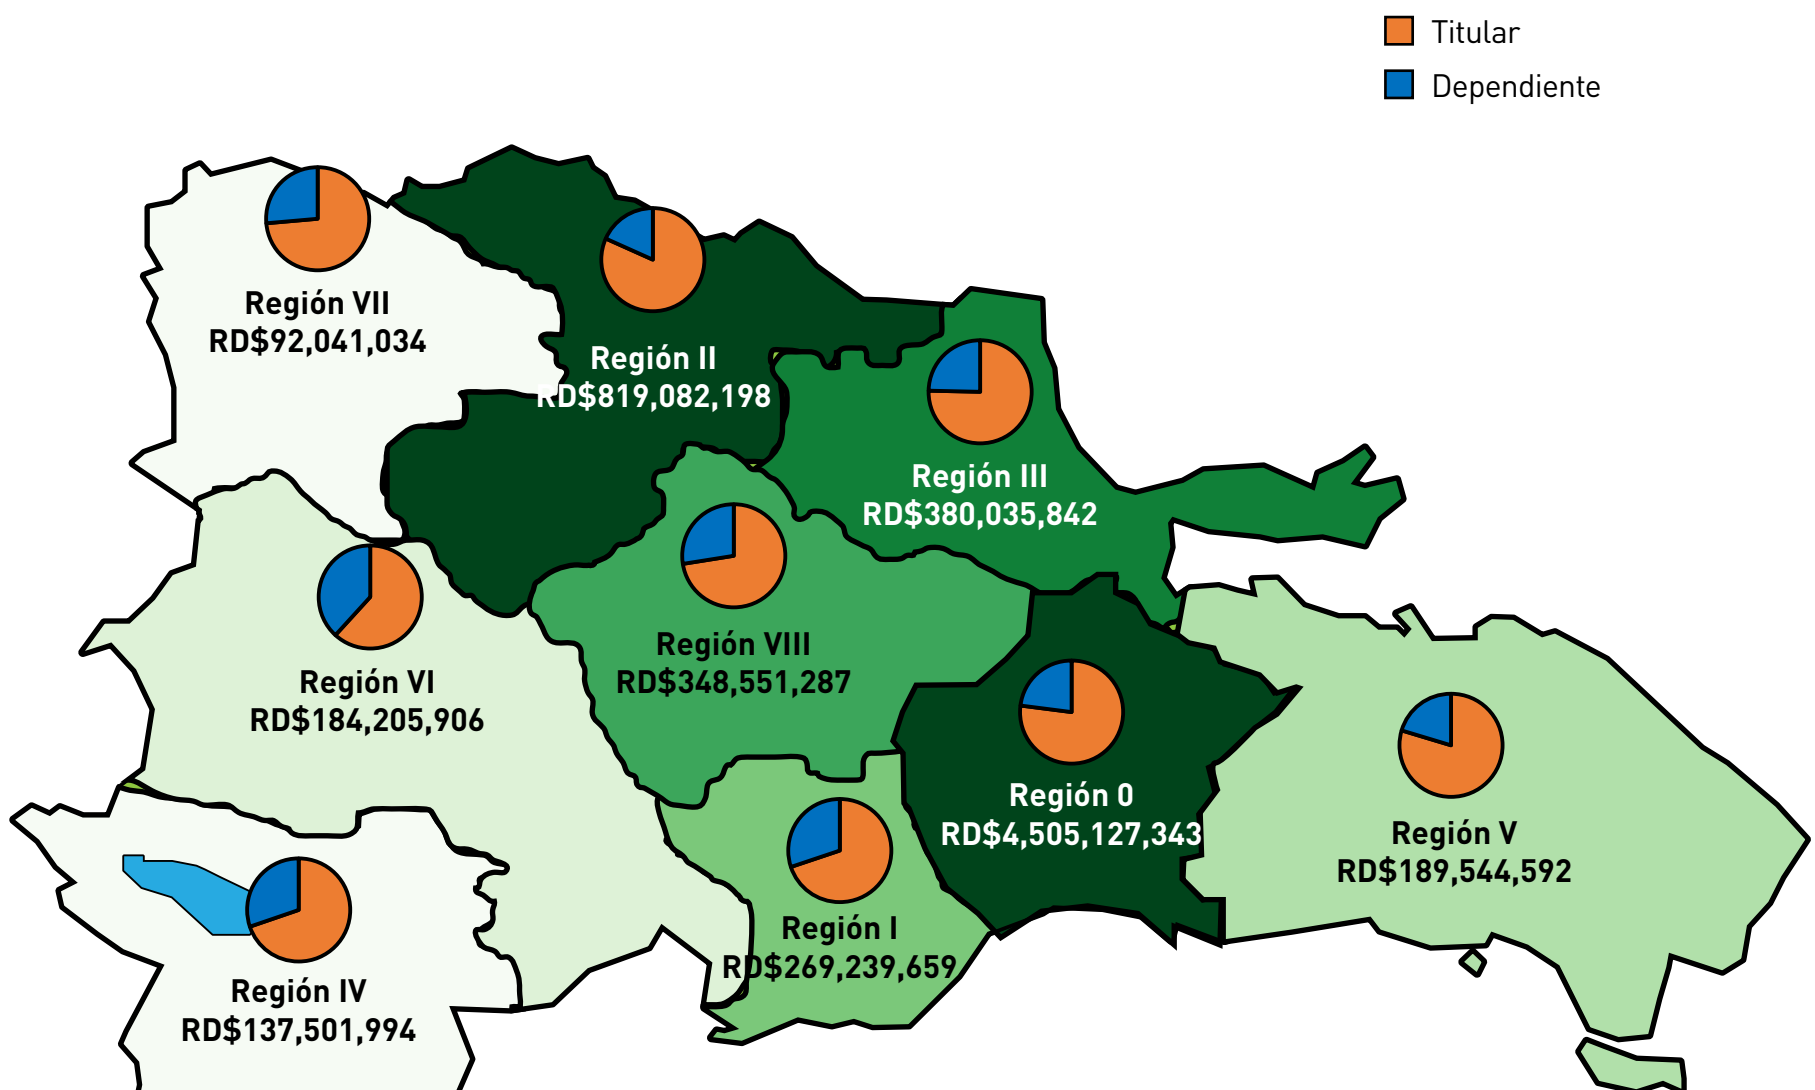 Titular
Dependiente
Región VII
RD$92,041,034
Región II
RD$819,082,198
Región III
RD$380,035,842
Región VIII
RD$348,551,287
Región VI
RD$184,205,906
Región 0
RD$4,505,127,343
Región V
RD$189,544,592
Región I
RD$269,239,659
Región IV
RD$137,501,994